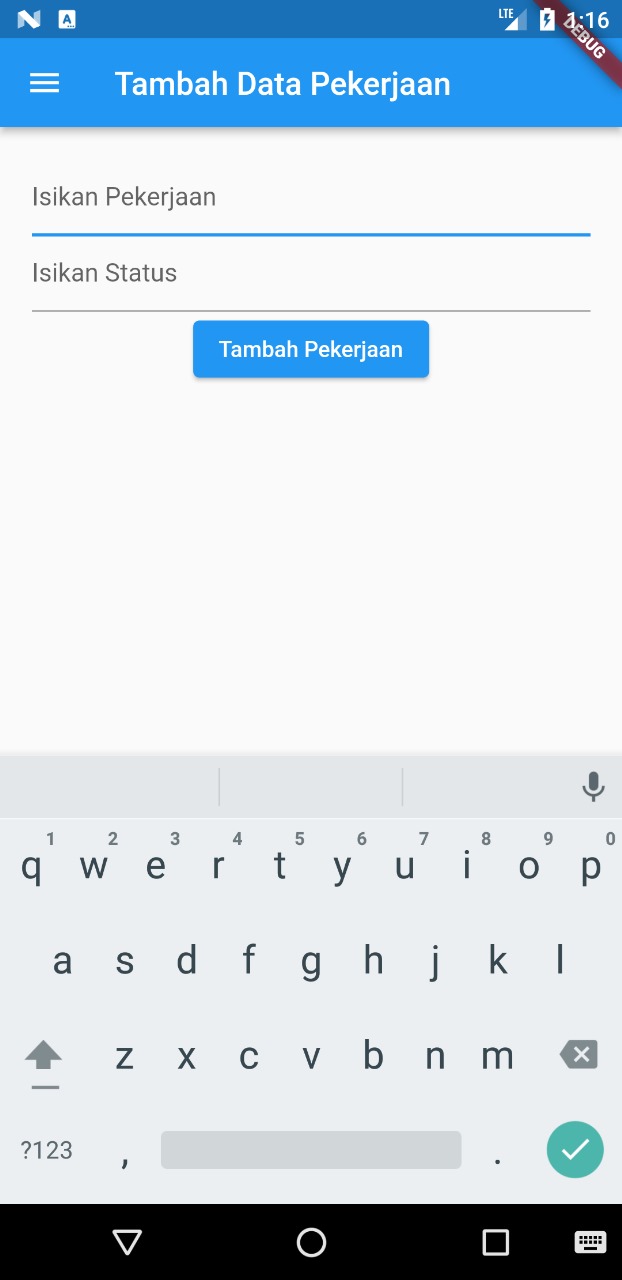 LTE 1:16
DEBUG
Tambah Data Pekerjaan
Isikan Pekerjaan
Isikan Status
Tambah Pekerjaan
1 2 3 4 5 6 7 8 9 0
q w e r t y u i o p
a s d f g h j k l
z x c v b n m
?123 , .